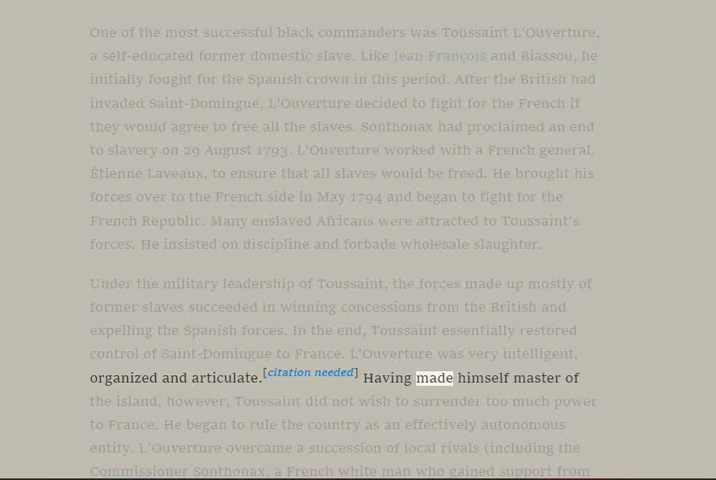 One of the most successful black commanders was Toussaint L'Ouverture,
a self-educated former domestic slave. Like Jean François and Biassou, he
initially fought for the Spanish crown in this period. After the British had
invaded Saint-Domingue, L'Ouverture decided to fight for the French if
they would agree to free all the slaves. Sonthonax had proclaimed an end
to slavery on 29 August 1793. L'Ouverture worked with a French general,
Étienne Laveaux, to ensure that all slaves would be freed. He brought his
forces over to the French side in May 1794 and began to fight for the
French Republic. Many enslaved Africans were attracted to Toussaint's
forces. He insisted on discipline and forbade wholesale slaughter.
Under the military leadership of Toussaint, the forces made up mostly of
former slaves succeeded in winning concessions from the British and
expelling the Spanish forces. In the end, Toussaint essentially restored
control of Saint-Domingue to France. L'Ouverture was very intelligent,
organized and articulate.[citation needed] Having made himself master of
the island, however, Toussaint did not wish to surrender too much power
to France. He began to rule the country as an effectively autonomous
entity. L'Ouverture overcame a succession of local rivals (including the
Commissioner Sonthonax, a French white man who gained support from